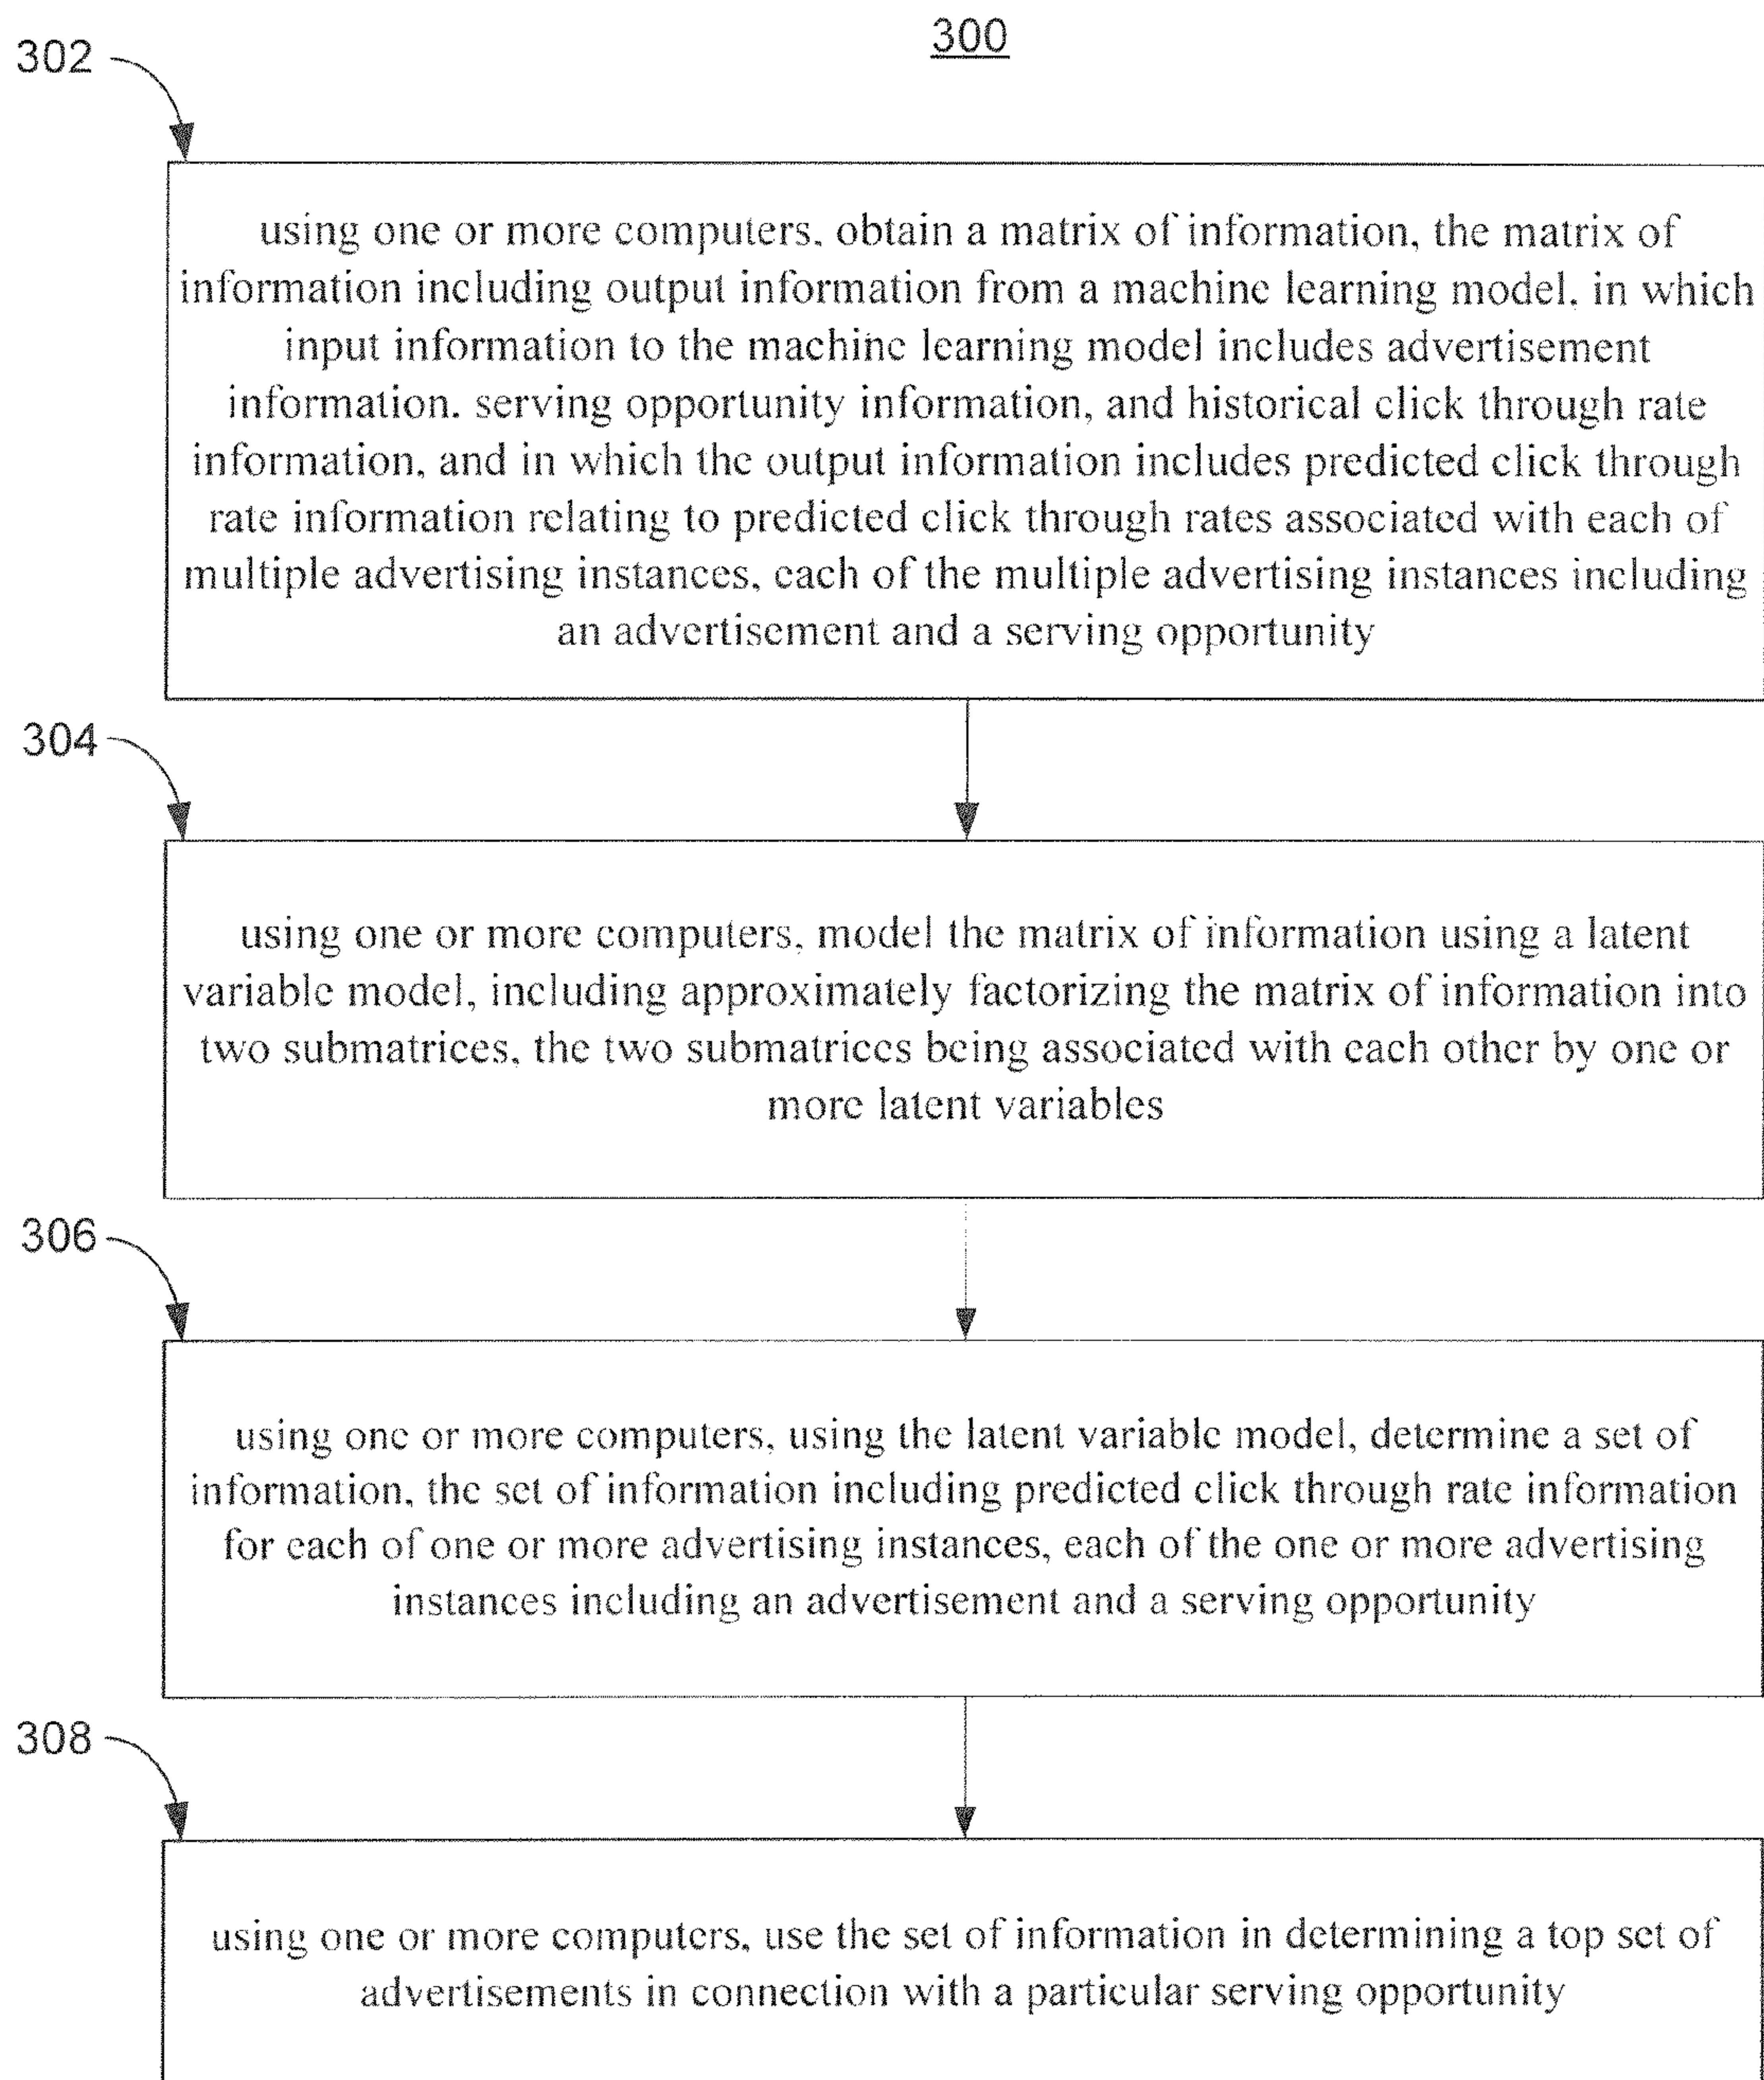 300
302
using one or more computers, obtain a matrix of information, the matrix of
information including output information from a machine learning model, in which
input information to the machine learning model includes advertisement
information, serving opportunity information, and historical click through rate
information, and in which the output information includes predicted click through
rate information relating to predicted click through rates associated with each of
multiple advertising instances, each of the multiple advertising instances including
an advertisement and a serving opportunity
304
using one or more computers, model the matrix of information using a latent
variable model, including approximately factorizing the matrix of information into
two submatrices, the two submatrices being associated with each other by one or
more latent variables
306
using one or more computers, using the latent variable model, determine a set of
information, the set of information including predicted click through rate information
for each of one or more advertising instances, each of the one or more advertising
instances including an advertisement and a serving opportunity
308
using one or more computers, use the set of information in determining a top set of
advertisements in connection with a particular serving opportunity